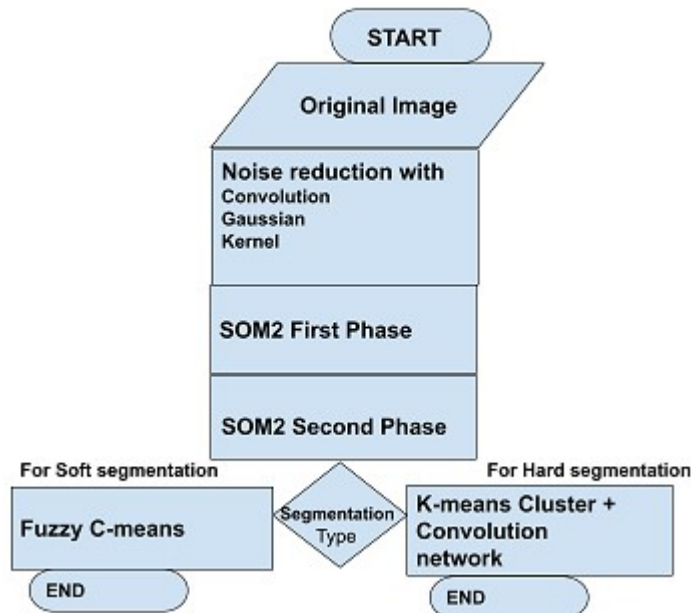 START
Original Image
Noise reduction with
Convolution
Gaussian
Kernel
SOM2 First Phase
SOM2 Second Phase
For Soft segmentation
For Hard segmentation
Fuzzy C-means
Segmentation
Type
K-means Cluster +
Convolution
network
END
END